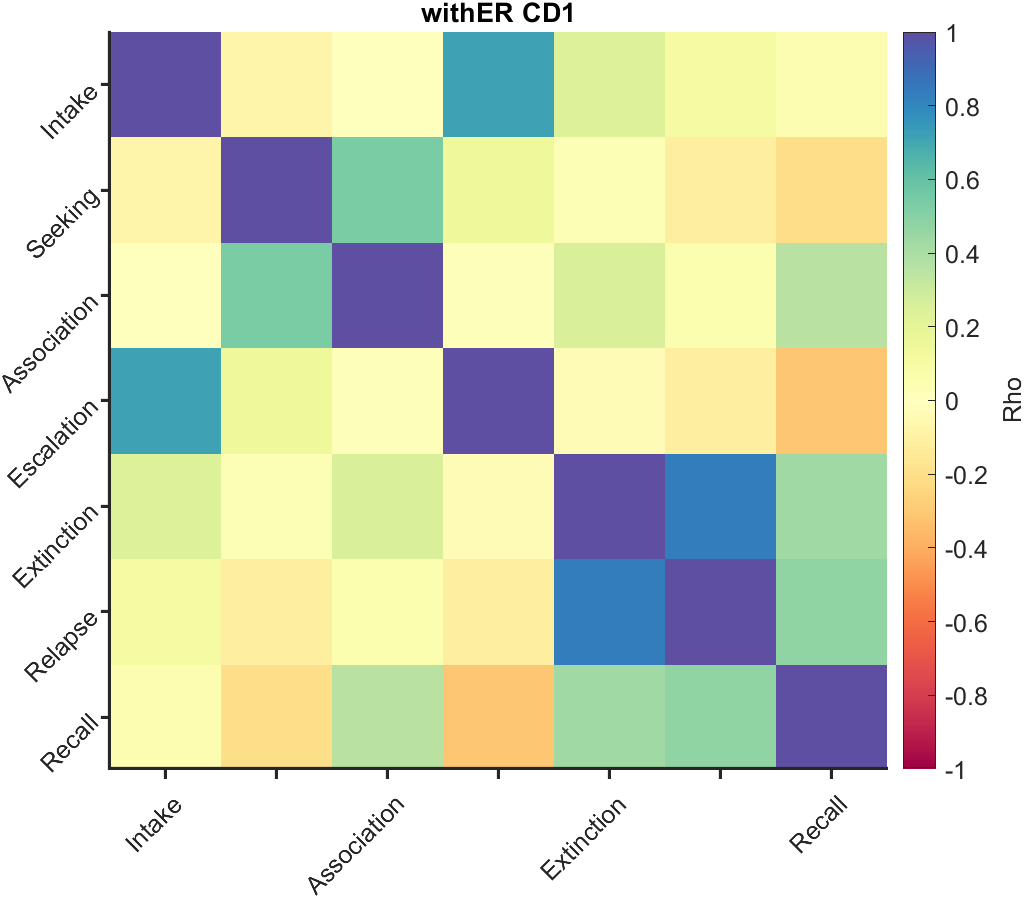 withER CD1
Intake
Seeking
Association
Escalation
Extinction
Relapse
Recall
Intake
Association
Extinction
Recall
1
0.8
0.6
0.4
0.2
0
-0.2
-0.4
-0.6
-0.8
-1
Rho